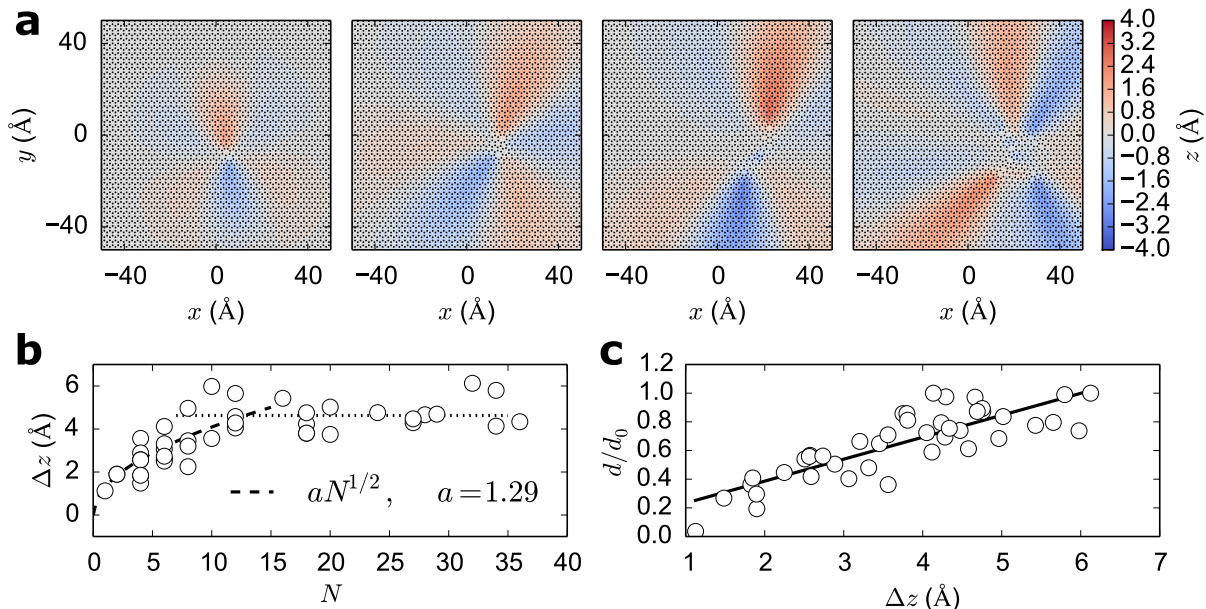 a
50
0
−50
y (Å)
−40 0 40
−40 0 40
−40 0 40
−40 0 40
x (Å)
x (Å)
x (Å)
x (Å)
4.0
3.2
2.4
1.6
0.8
0.0
−0.8
−1.6
−2.4
−3.2
−4.0
z (Å)
b
6
4
2
0
Δz (Å)
aN^{1/2}, a=1.29
0 5 10 15 20 25 30 35 40
N
c
1.2
1.0
0.8
0.6
0.4
0.2
0.0
d/d₀
1 2 3 4 5 6 7
Δz (Å)